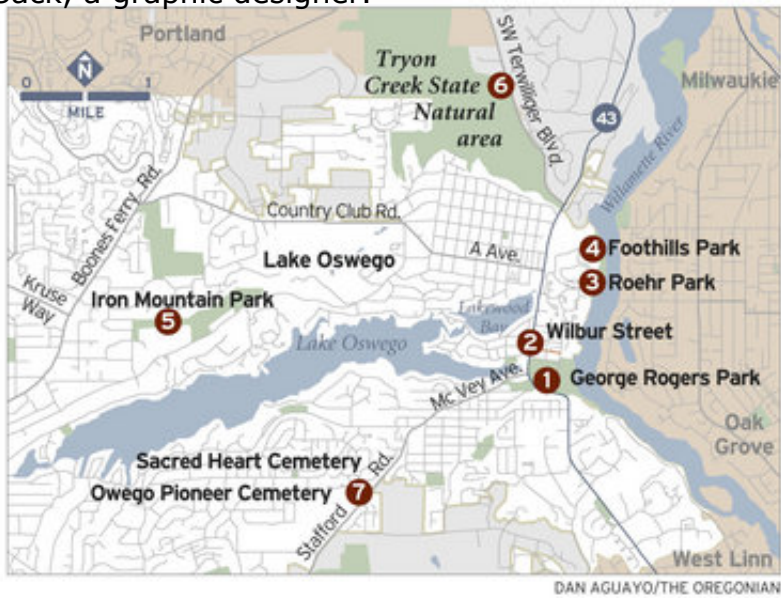 back, a graphic designer.
Portland
N
0 1
MILE
Tryon
Creek State
Natural
area
6
SW Terwilliger Blvd.
43
Milwaukie
Willamette River
Boones Ferry Rd.
Country Club Rd.
A Ave.
4 Foothills Park
Lake Oswego
3 Roehr Park
Kruse
Way
Iron Mountain Park
5
Lakewood
Bay
Wilbur Street
2
Lake Oswego
Mc Vey Ave.
1 George Rogers Park
Oak
Grove
Sacred Heart Cemetery
Owego Pioneer Cemetery 7
Stafford Rd.
West Linn
DAN AGUAYO/THE OREGONIAN